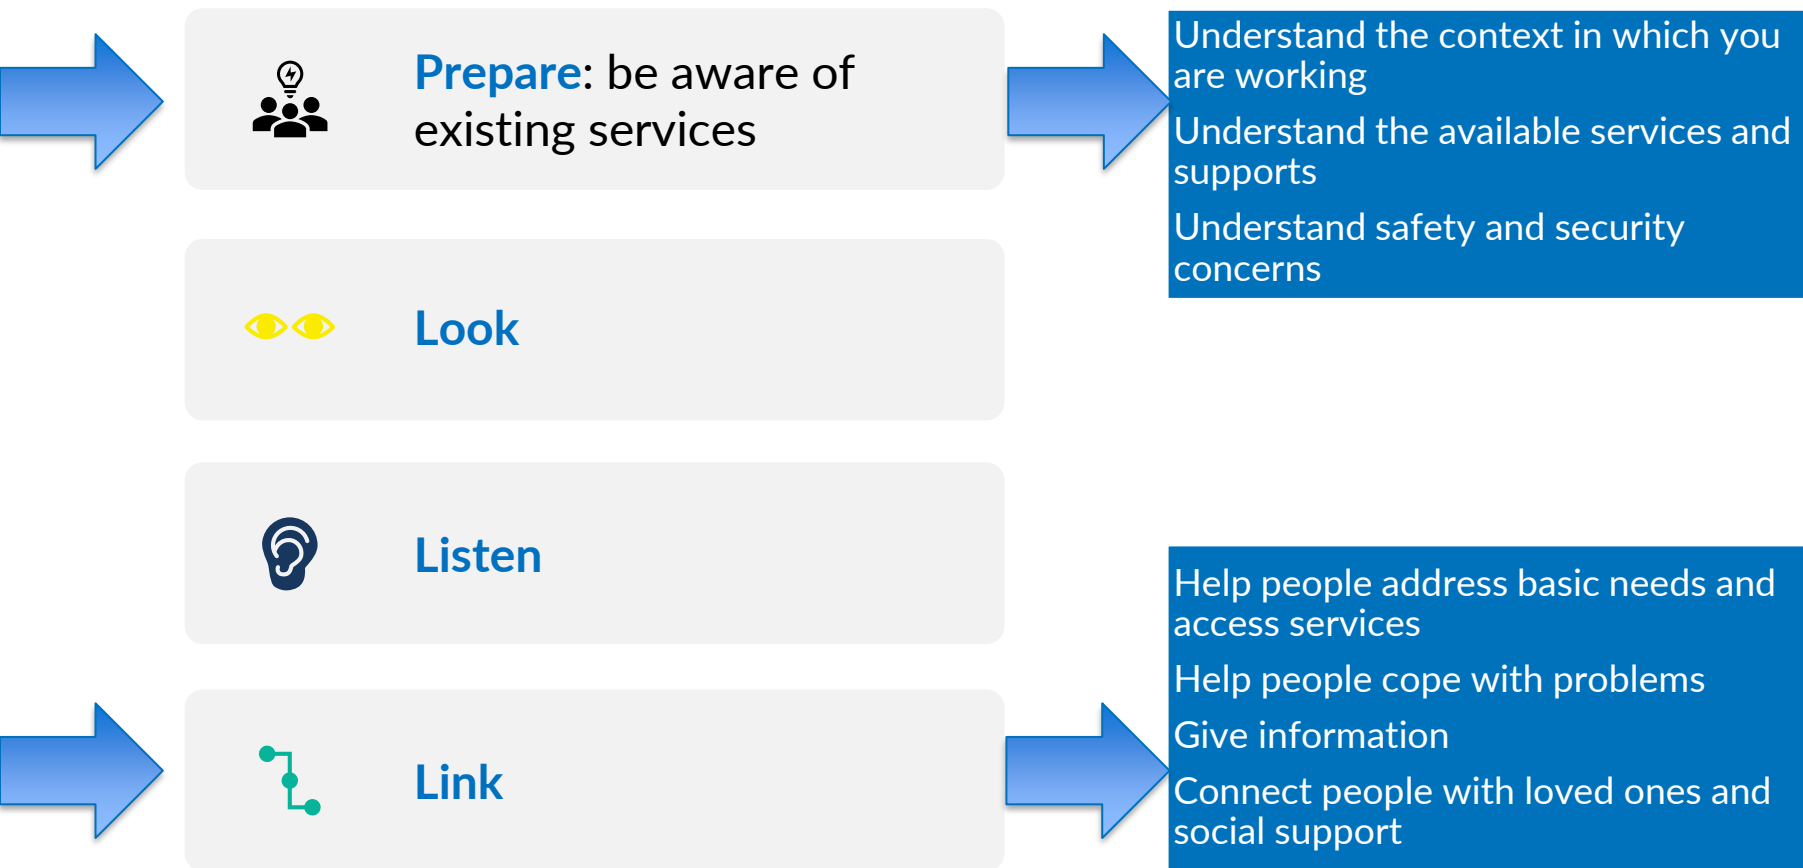 Prepare: be aware of
existing services
Understand the context in which you
are working
Understand the available services and
supports
Understand safety and security
concerns
Look
Listen
Link
Help people address basic needs and
access services
Help people cope with problems
Give information
Connect people with loved ones and
social support